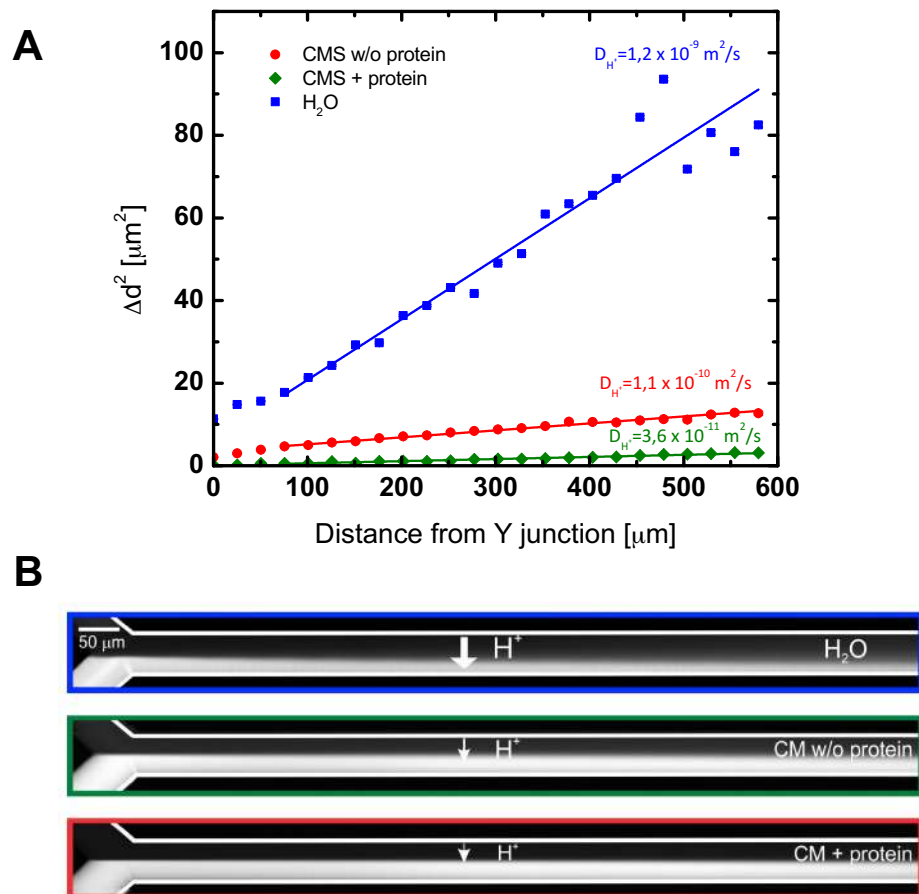 A
100
80
60
40
20
0
Δd² [μm²]
CMS w/o protein
CMS + protein
H₂O
D_H⁺=1,2 x 10⁻⁹ m²/s
D_H⁺=1,1 x 10⁻¹⁰ m²/s
D_H⁺=3,6 x 10⁻¹¹ m²/s
0 100 200 300 400 500 600
Distance from Y junction [μm]
B
50 μm
H⁺
H₂O
H⁺
CM w/o protein
H⁺
CM + protein